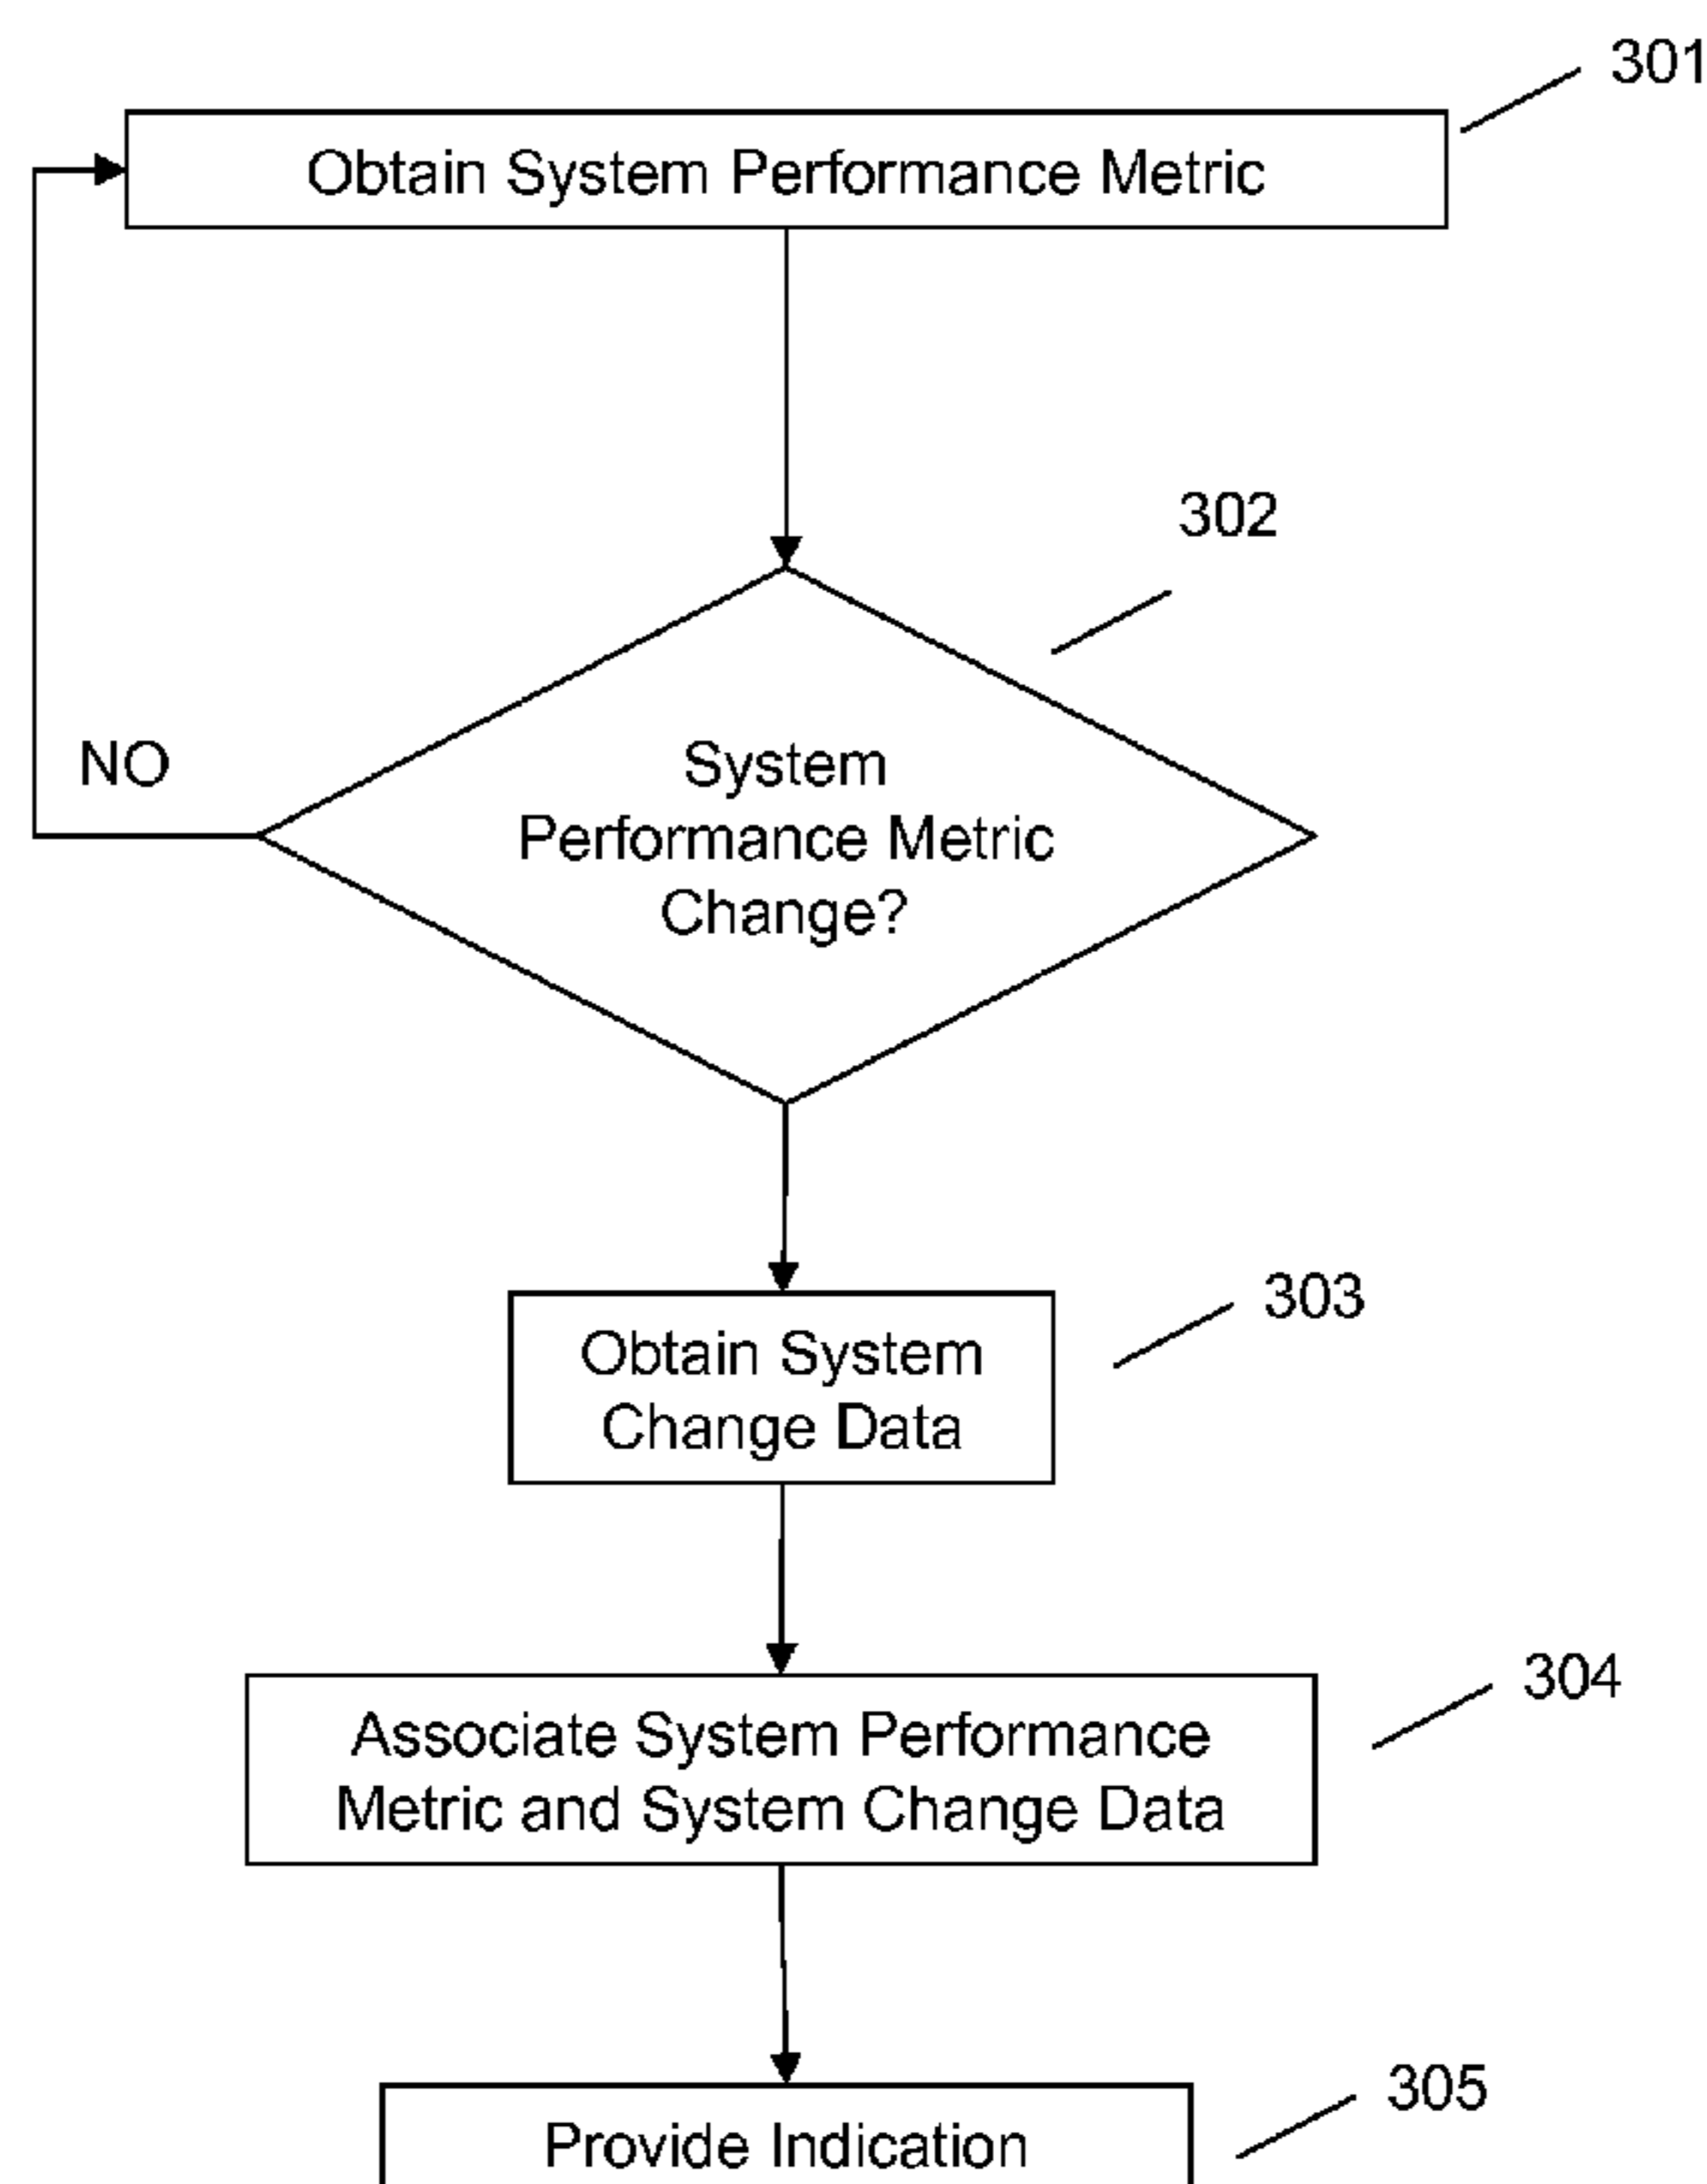 301
Obtain System Performance Metric
302
NO
System
Performance Metric
Change?
303
Obtain System
Change Data
304
Associate System Performance
Metric and System Change Data
305
Provide Indication